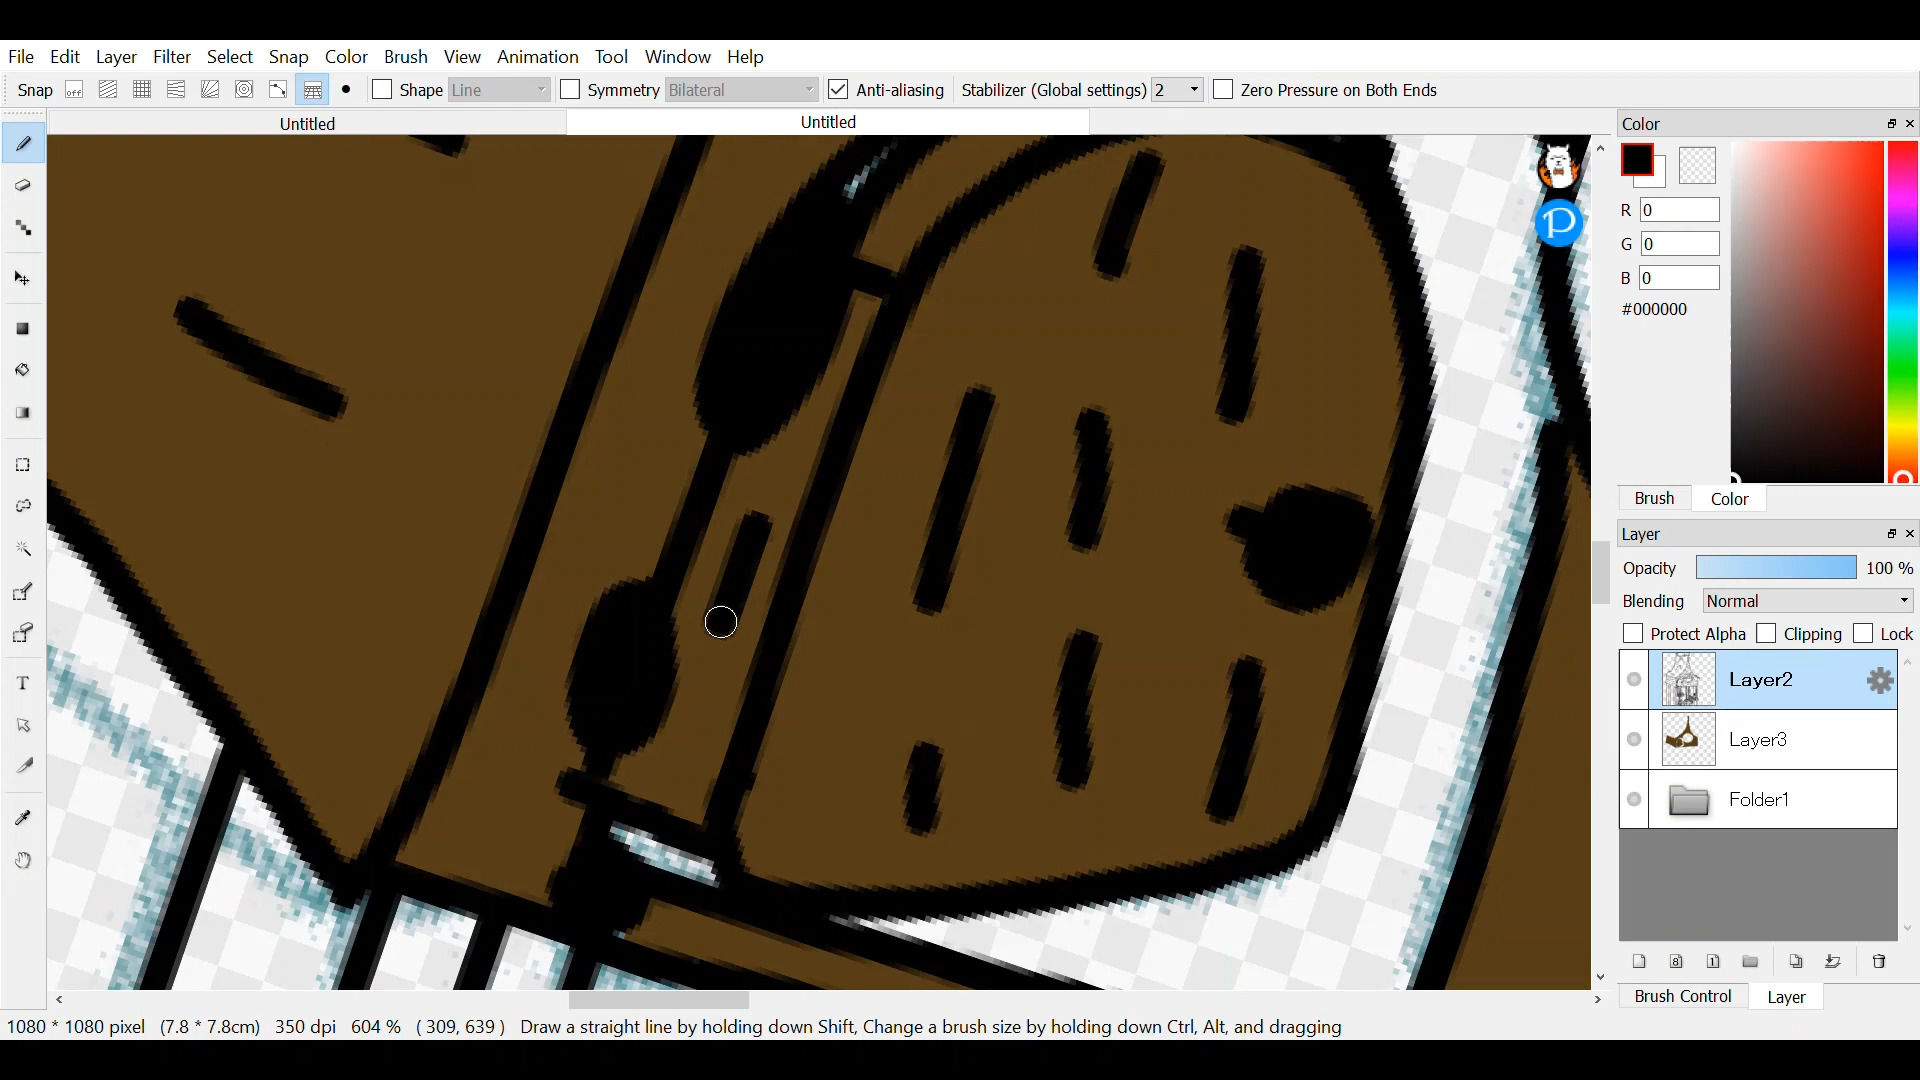 File Edit Layer Filter Select Snap Color Brush View Animation Tool Window Help
Snap off Shape Line Symmetry Bilateral Anti-aliasing Stabilizer (Global settings) 2 Zero Pressure on Both Ends
Untitled Untitled
Color
R 0
G 0
B 0
#000000
Brush Color
Layer
Opacity 100 %
Blending Normal
Protect Alpha Clipping Lock
Layer2
Layer3
Folder1
8 1
Brush Control Layer
T
P
1080 * 1080 pixel (7.8 * 7.8cm) 350 dpi 604 % ( 309, 639 ) Draw a straight line by holding down Shift, Change a brush size by holding down Ctrl, Alt, and dragging